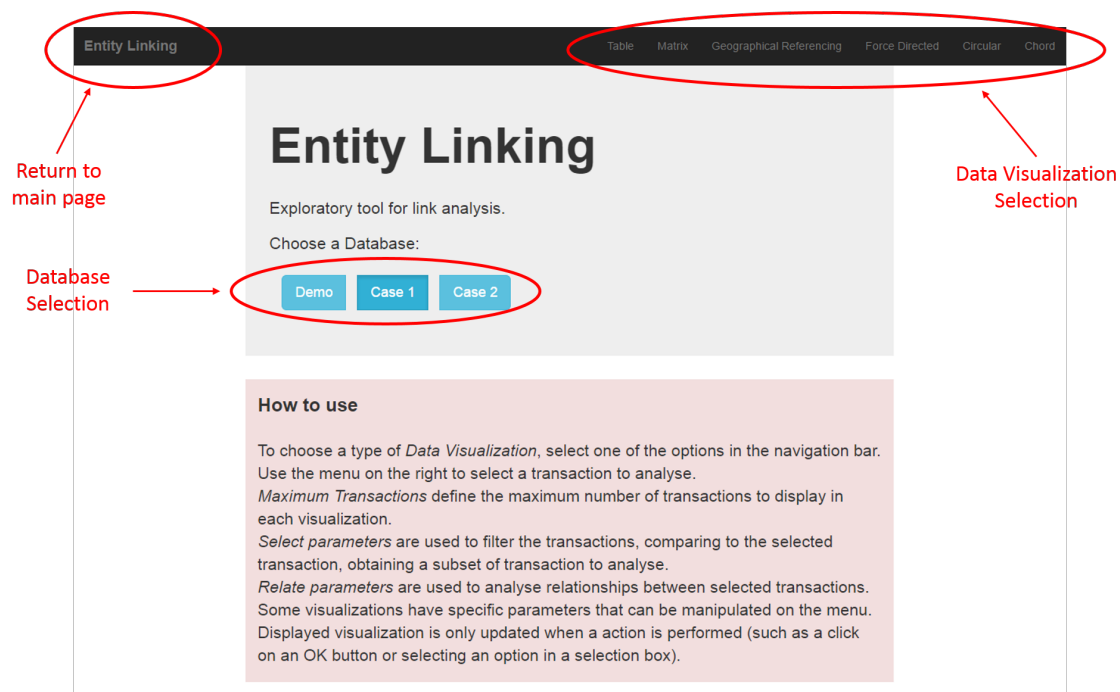 Entity Linking
Table Matrix Geographical Referencing Force Directed Circular Chord
Return to
main page
Data Visualization
Selection
Entity Linking
Exploratory tool for link analysis.
Choose a Database:
Database
Selection
Demo Case 1 Case 2
How to use
To choose a type of Data Visualization, select one of the options in the navigation bar.
Use the menu on the right to select a transaction to analyse.
Maximum Transactions define the maximum number of transactions to display in
each visualization.
Select parameters are used to filter the transactions, comparing to the selected
transaction, obtaining a subset of transaction to analyse.
Relate parameters are used to analyse relationships between selected transactions.
Some visualizations have specific parameters that can be manipulated on the menu.
Displayed visualization is only updated when a action is performed (such as a click
on an OK button or selecting an option in a selection box).